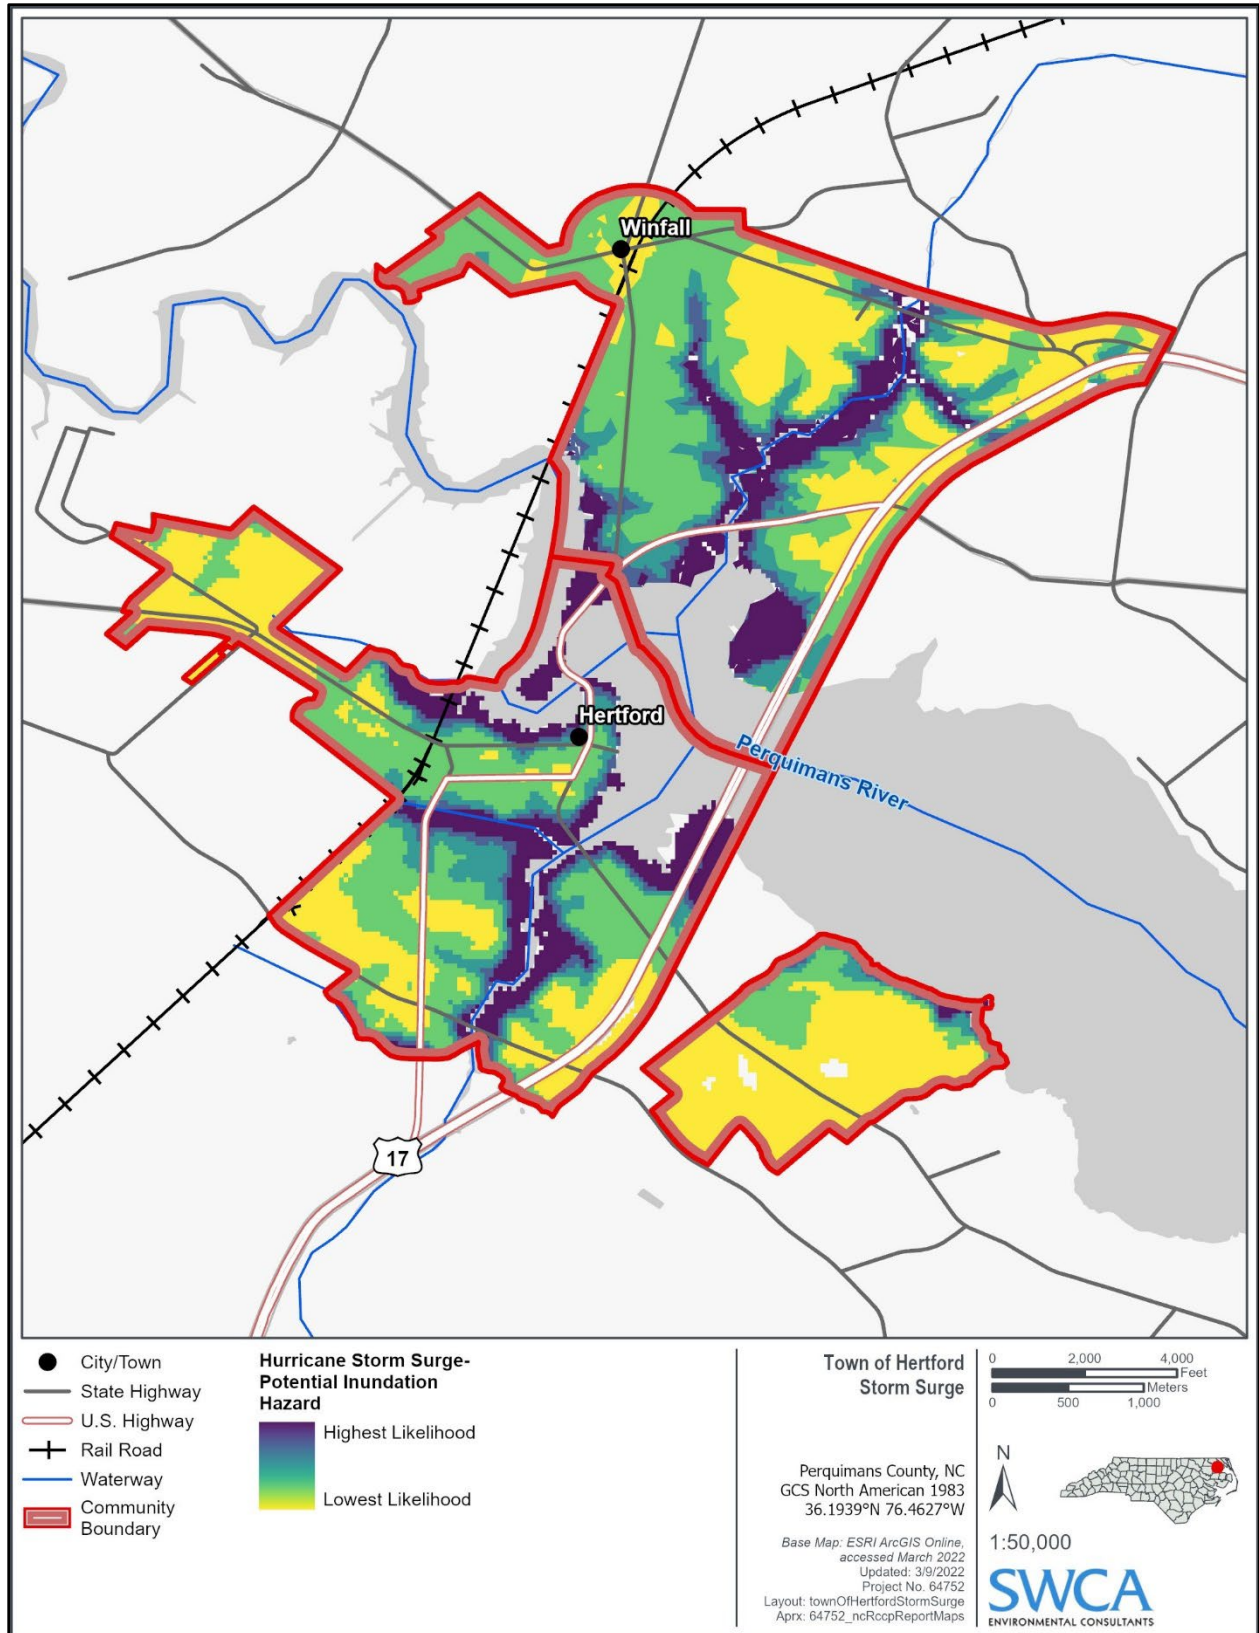 Winfall
Hertford
Perquimans River
17
City/Town
State Highway
U.S. Highway
Rail Road
Waterway
Community
Boundary
Hurricane Storm Surge-
Potential Inundation
Hazard
Highest Likelihood
Lowest Likelihood
Town of Hertford
Storm Surge
Perquimans County, NC
GCS North American 1983
36.1939°N 76.4627°W
Base Map: ESRI ArcGIS Online,
accessed March 2022
Updated: 3/9/2022
Project No. 64752
Layout: townOfHertfordStormSurge
Aprx: 64752_ncRccpReportMaps
0 2,000 4,000
Feet
Meters
0 500 1,000
N
1:50,000
SWCA
ENVIRONMENTAL CONSULTANTS